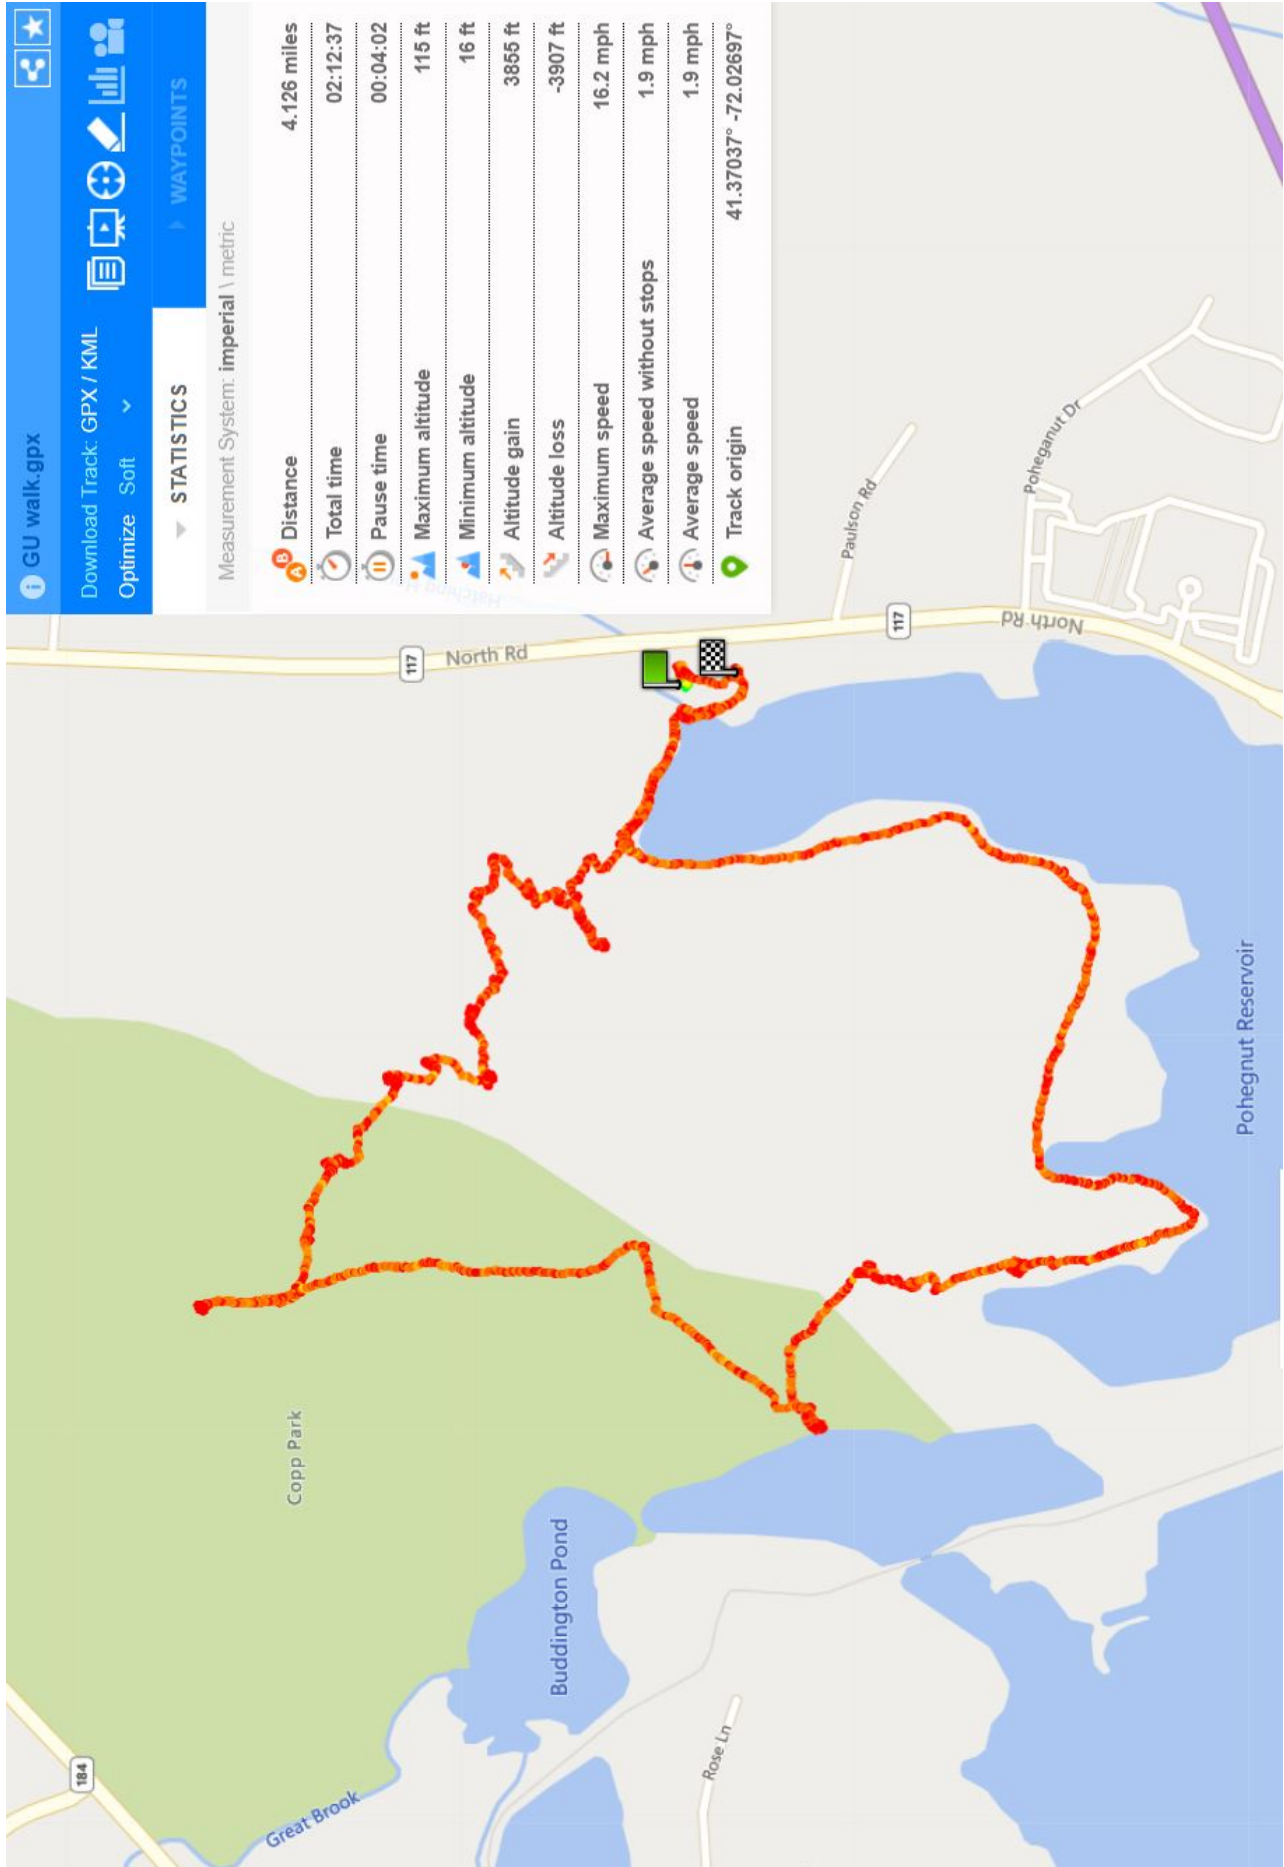 GU walk.gpx
Download Track: GPX / KML
Optimize Soft
STATISTICS
WAYPOINTS
Measurement System: imperial \ metric
Distance 4.126 miles
Total time 02:12:37
Pause time 00:04:02
Maximum altitude 115 ft
Minimum altitude 16 ft
Altitude gain 3855 ft
Altitude loss -3907 ft
Maximum speed 16.2 mph
Average speed without stops 1.9 mph
Average speed 1.9 mph
Track origin 41.37037° -72.02697°
184
Great Brook
Copp Park
Buddington Pond
Rose Ln
117
North Rd
Paulson Rd
117
North Rd
Poheganut Dr
Pohegnut Reservoir